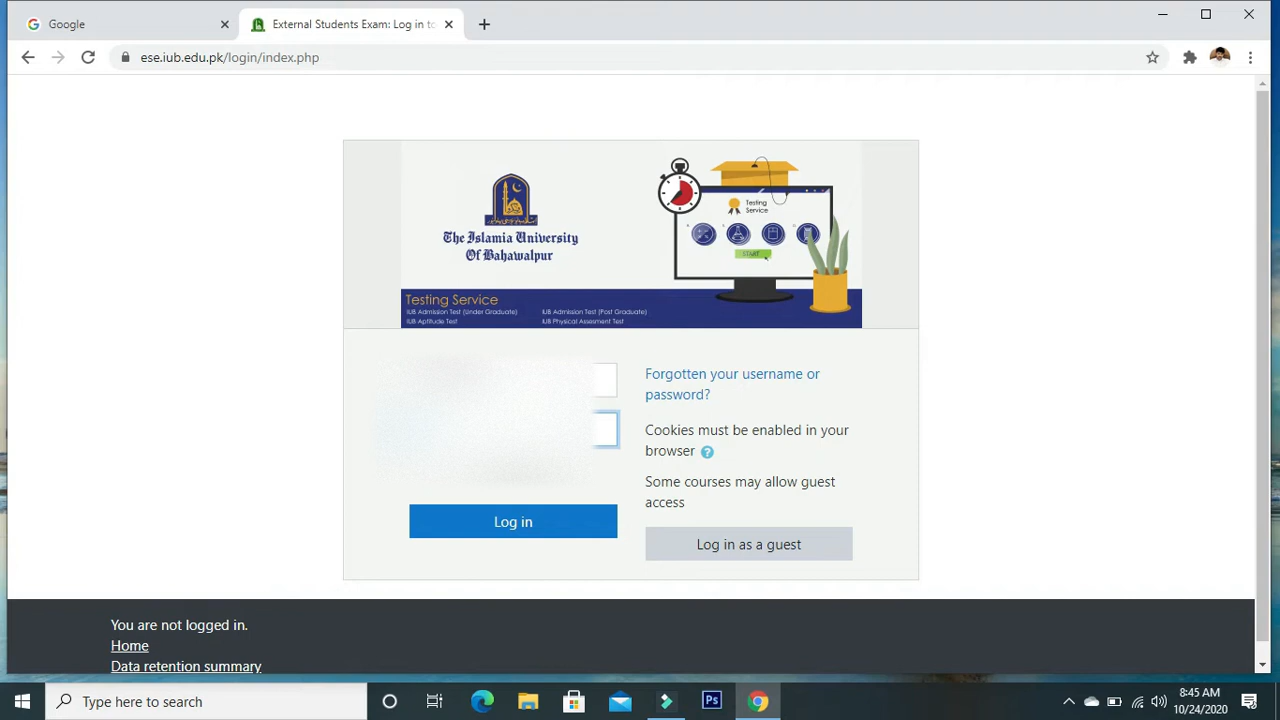 Google
External Students Exam: Log in to
ese.iub.edu.pk/login/index.php
The Islamia University
Of Bahawalpur
Testing
Service
START
Testing Service
IUB Admission Test (Under Graduate)
IUB Admission Test (Post Graduate)
IUB Aptitude Test
IUB Physical Assesment Test
Forgotten your username or
password?
Cookies must be enabled in your
browser
Some courses may allow guest
access
Log in
Log in as a guest
You are not logged in.
Home
Data retention summary
Type here to search
Ps
8:45 AM
10/24/2020